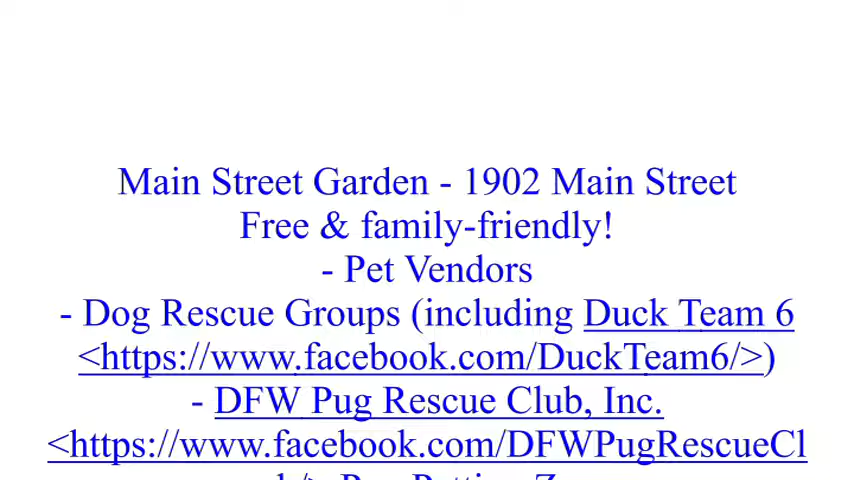 Main Street Garden - 1902 Main Street
Free & family-friendly!
- Pet Vendors
- Dog Rescue Groups (including Duck Team 6
<https://www.facebook.com/DuckTeam6/>)
- DFW Pug Rescue Club, Inc.
<https://www.facebook.com/DFWPugRescueCl